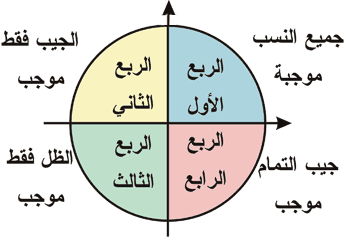 جميع النسب
موجبة
الربع
الأول
الجيب فقط
موجب
الربع
الثاني
الظل فقط
موجب
الربع
الثالث
جيب التمام
موجب
الربع
الرابع